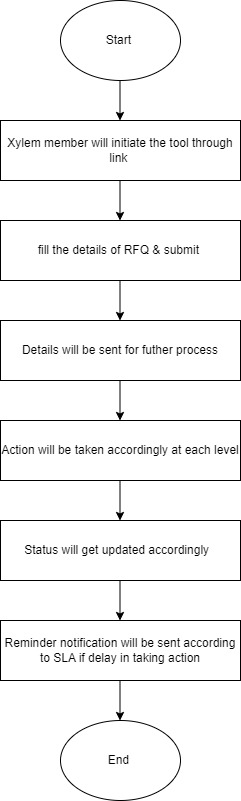 Start
Xylem member will initiate the tool through
link
fill the details of RFQ & submit
Details will be sent for futher process
Action will be taken accordingly at each level
Status will get updated accordingly
Reminder notification will be sent according
to SLA if delay in taking action
End